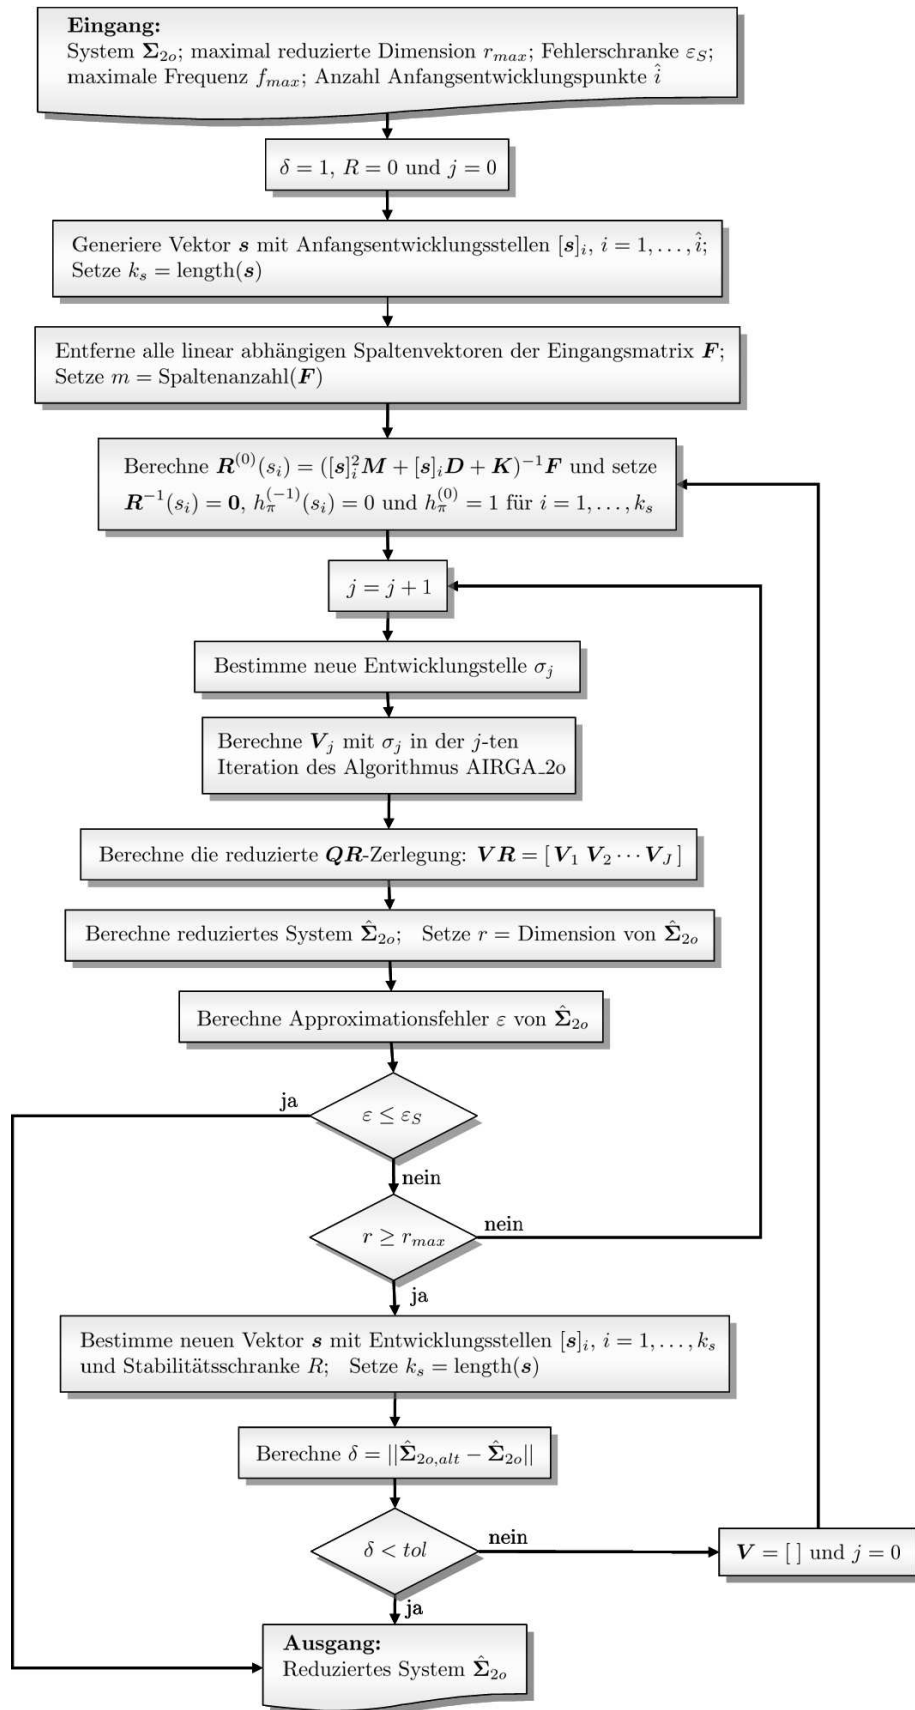 Eingang:
System Σ₂ₒ; maximal reduzierte Dimension r_max; Fehlerschranke ε_S;
maximale Frequenz f_max; Anzahl Anfangsentwicklungspunkte î
δ = 1, R = 0 und j = 0
Generiere Vektor s mit Anfangsentwicklungsstellen [s]_i, i = 1, . . . , î;
Setze k_s = length(s)
Entferne alle linear abhängigen Spaltenvektoren der Eingangsmatrix F;
Setze m = Spaltenanzahl(F)
Berechne R^(0)(s_i) = ([s]_i^2 M + [s]_i D + K)^−1 F und setze
R^−1(s_i) = 0, h_π^(−1)(s_i) = 0 und h_π^(0) = 1 für i = 1, . . . , k_s
j = j + 1
Bestimme neue Entwicklungstelle σ_j
Berechne V_j mit σ_j in der j-ten
Iteration des Algorithmus AIRGA_2o
Berechne die reduzierte QR-Zerlegung: VR = [ V_1 V_2 · · · V_J ]
Berechne reduziertes System Σ̂₂ₒ; Setze r = Dimension von Σ̂₂ₒ
Berechne Approximationsfehler ε von Σ̂₂ₒ
ja
ε ≤ ε_S
nein
r ≥ r_max
nein
ja
Bestimme neuen Vektor s mit Entwicklungsstellen [s]_i, i = 1, . . . , k_s
und Stabilitätsschranke R; Setze k_s = length(s)
Berechne δ = ||Σ̂_2o,alt − Σ̂₂ₒ||
δ < tol
nein
V = [ ] und j = 0
ja
Ausgang:
Reduziertes System Σ̂₂ₒ